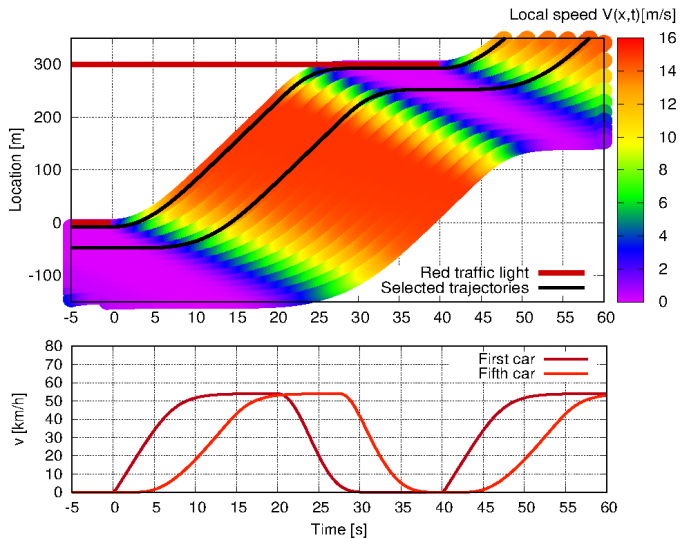 Local speed V(x,t)[m/s]
300
200
100
0
-100
Location [m]
Red traffic light
Selected trajectories
-5 0 5 10 15 20 25 30 35 40 45 50 55 60
16
14
12
10
8
6
4
2
0
80
70
60
50
40
30
20
10
0
v [km/h]
First car
Fifth car
-5 0 5 10 15 20 25 30 35 40 45 50 55 60
Time [s]